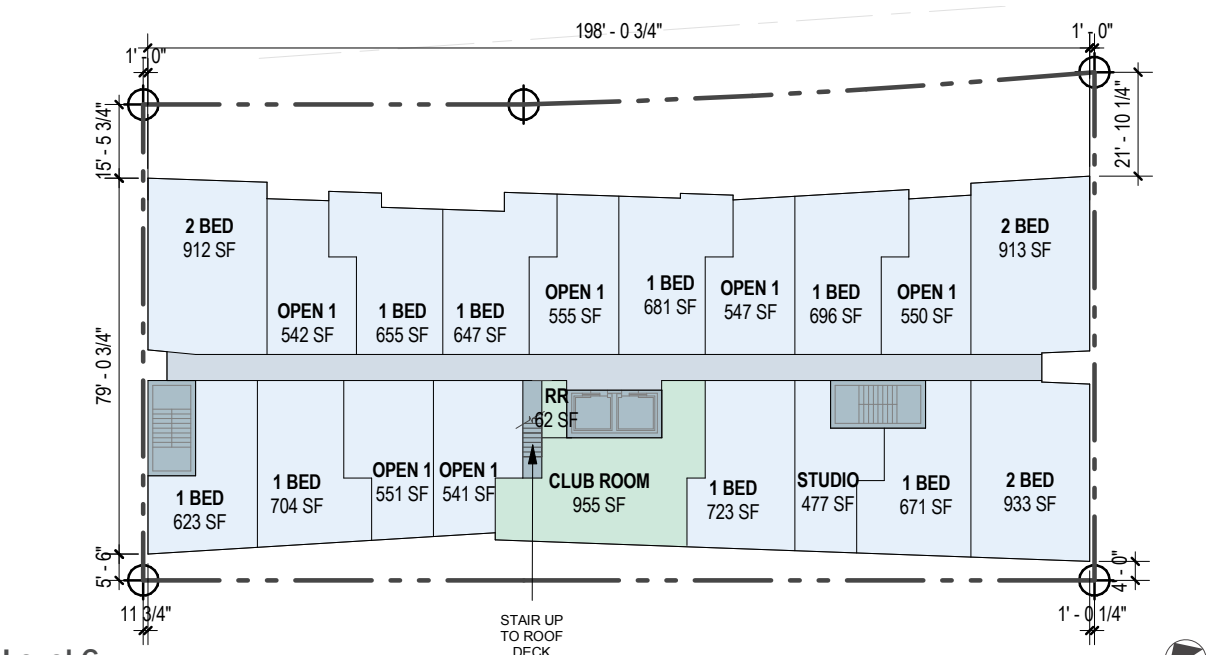 198' - 0 3/4"
1' - 0"
1' - 0"
15' - 5 3/4"
21' - 10 1/4"
79' - 0 3/4"
2 BED
912 SF
OPEN 1
542 SF
1 BED
655 SF
1 BED
647 SF
OPEN 1
555 SF
1 BED
681 SF
OPEN 1
547 SF
1 BED
696 SF
OPEN 1
550 SF
2 BED
913 SF
RR
62 SF
1 BED
623 SF
1 BED
704 SF
OPEN 1
551 SF
OPEN 1
541 SF
CLUB ROOM
955 SF
1 BED
723 SF
STUDIO
477 SF
1 BED
671 SF
2 BED
933 SF
5' - 6"
4' - 0"
11 3/4"
1' - 0 1/4"
STAIR UP
TO ROOF
DECK